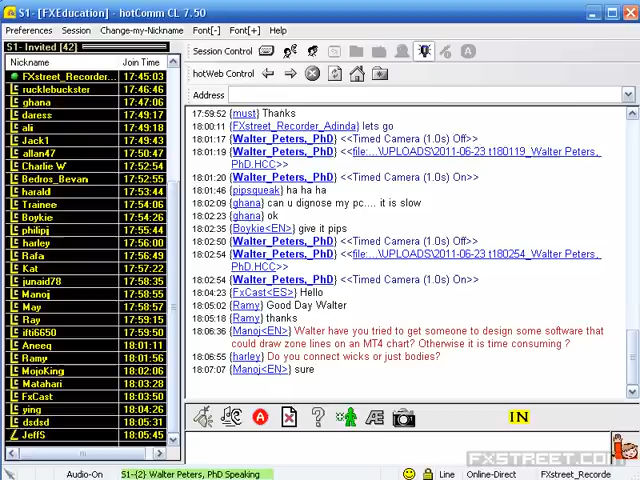 S1- [FXEducation] - hotComm CL 7.50
Preferences Session Change-my-Nickname Font[-] Font[+] Help
S1- Invited [42]
Nickname Join Time
FXstreet_Recorder... 17:45:03
rucklebuckster 17:46:46
ghana 17:47:06
daress 17:49:17
ali 17:49:18
Jack1 17:49:43
allan47 17:50:47
Charlie W 17:52:54
Bedros_Bevan 17:52:55
harald 17:53:44
Trainee 17:54:06
Boykie 17:54:26
philipj 17:55:44
harley 17:56:00
Rafa 17:56:49
Kat 17:57:22
junaid78 17:58:35
Manoj 17:58:55
May 17:58:57
Ray 17:59:15
ifti6650 17:59:50
Aneeq 18:01:11
Ramy 18:01:56
MojoKing 18:02:06
Matahari 18:03:28
FxCast 18:03:50
ying 18:04:26
dsdsd 18:05:31
JeffS 18:05:45
Session Control
hotWeb Control
Address
17:59:52 {must} Thanks
18:00:11 {FXstreet_Recorder_Adinda} lets go
18:01:17 {Walter_Peters,_PhD} <<Timed Camera (1.0s) Off>>
18:01:19 {Walter_Peters,_PhD} <<file:...\UPLOADS\2011-06-23 t180119_Walter Peters,
PhD.HCC>>
18:01:20 {Walter_Peters,_PhD} <<Timed Camera (1.0s) On>>
18:01:46 {pipsqueak} ha ha ha
18:02:09 {ghana} can u dignose my pc.... it is slow
18:02:23 {ghana} ok
18:02:35 {Boykie<EN>} give it pips
18:02:50 {Walter_Peters,_PhD} <<Timed Camera (1.0s) Off>>
18:02:54 {Walter_Peters,_PhD} <<file:...\UPLOADS\2011-06-23 t180254_Walter Peters,
PhD.HCC>>
18:02:54 {Walter_Peters,_PhD} <<Timed Camera (1.0s) On>>
18:04:23 {FxCast<ES>} Hello
18:05:02 {Ramy} Good Day Walter
18:05:18 {Ramy} thanks
18:06:36 {Manoj<EN>} Walter have you tried to get someone to design some software that
could draw zone lines on an MT4 chart? Otherwise it is time consuming ?
18:06:55 {harley} Do you connect wicks or just bodies?
18:07:07 {Manoj<EN>} sure
IN
FXSTREET.COM
Audio-On S1-{2} Walter Peters, PhD Speaking Line Online-Direct FXstreet_Recorde